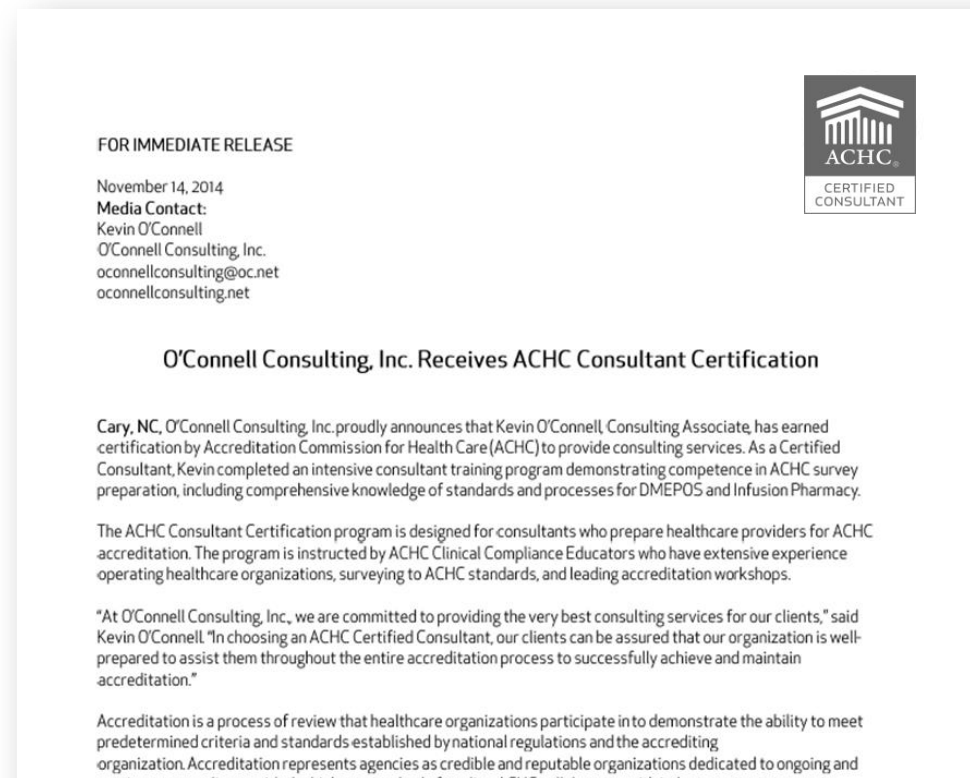 ACHC®
CERTIFIED
CONSULTANT
FOR IMMEDIATE RELEASE
November 14, 2014
Media Contact:
Kevin O'Connell
O'Connell Consulting, Inc.
oconnellconsulting@oc.net
oconnellconsulting.net
O'Connell Consulting, Inc. Receives ACHC Consultant Certification
Cary, NC, O'Connell Consulting, Inc. proudly announces that Kevin O'Connell, Consulting Associate, has earned
certification by Accreditation Commission for Health Care (ACHC) to provide consulting services. As a Certified
Consultant, Kevin completed an intensive consultant training program demonstrating competence in ACHC survey
preparation, including comprehensive knowledge of standards and processes for DMEPOS and Infusion Pharmacy.
The ACHC Consultant Certification program is designed for consultants who prepare healthcare providers for ACHC
accreditation. The program is instructed by ACHC Clinical Compliance Educators who have extensive experience
operating healthcare organizations, surveying to ACHC standards, and leading accreditation workshops.
“At O'Connell Consulting, Inc., we are committed to providing the very best consulting services for our clients,” said
Kevin O'Connell. “In choosing an ACHC Certified Consultant, our clients can be assured that our organization is well-
prepared to assist them throughout the entire accreditation process to successfully achieve and maintain
accreditation.”
Accreditation is a process of review that healthcare organizations participate in to demonstrate the ability to meet
predetermined criteria and standards established by national regulations and the accrediting
organization. Accreditation represents agencies as credible and reputable organizations dedicated to ongoing and